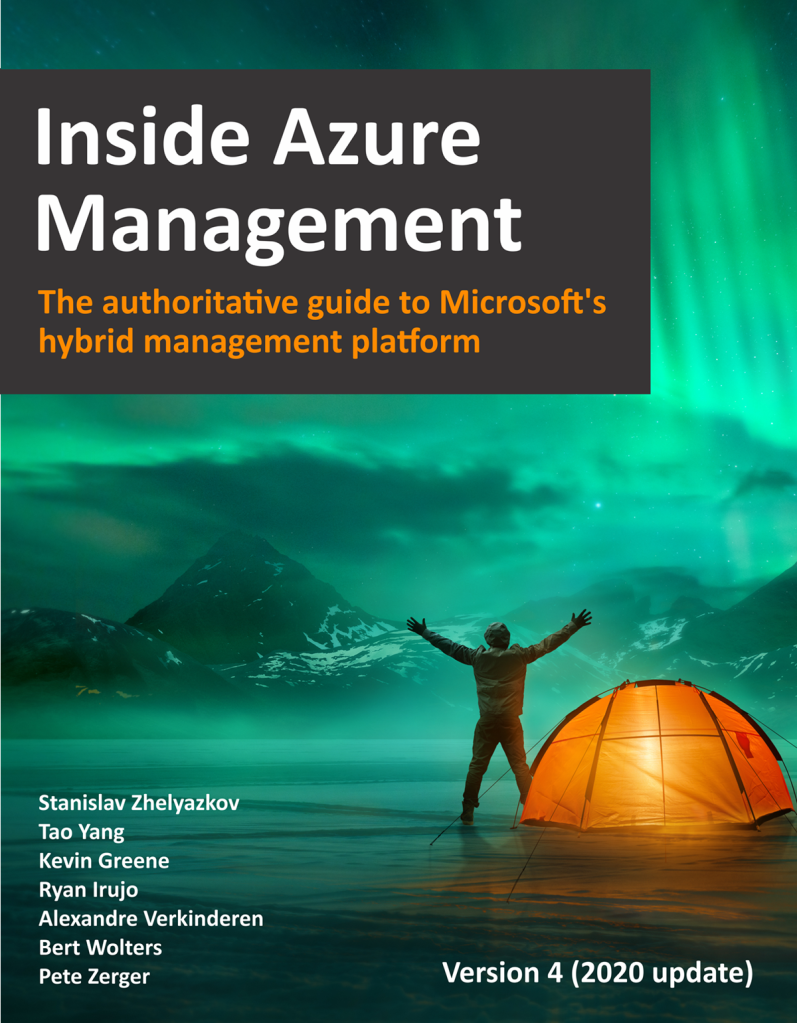 Inside Azure
Management
The authoritative guide to Microsoft's
hybrid management platform
Stanislav Zhelyazkov
Tao Yang
Kevin Greene
Ryan Irujo
Alexandre Verkinderen
Bert Wolters
Pete Zerger
Version 4 (2020 update)